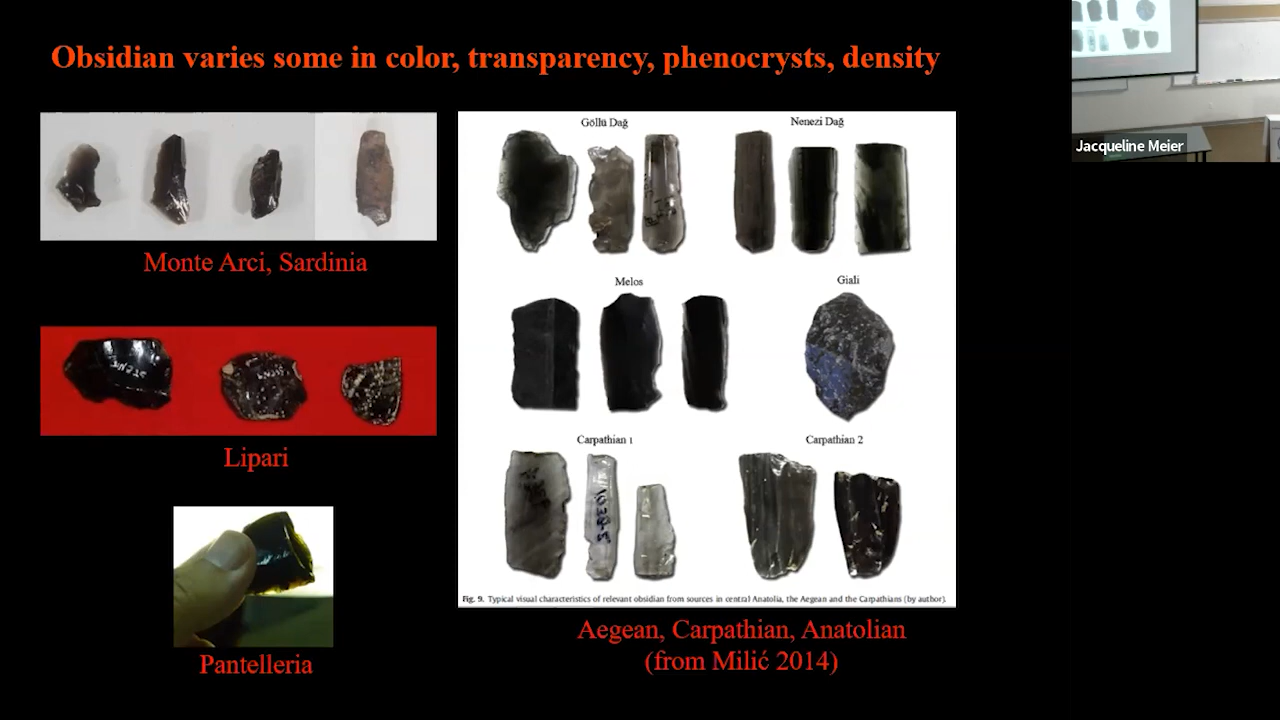 Obsidian varies some in color, transparency, phenocrysts, density
Jacqueline Meier
Monte Arci, Sardinia
Lipari
Pantelleria
Göllü Dağ
Nenezi Dağ
Melos
Giali
Carpathian 1
Carpathian 2
Fig. 9. Typical visual characteristics of relevant obsidian from sources in central Anatolia, the Aegean and the Carpathians (by author).
Aegean, Carpathian, Anatolian
(from Milić 2014)